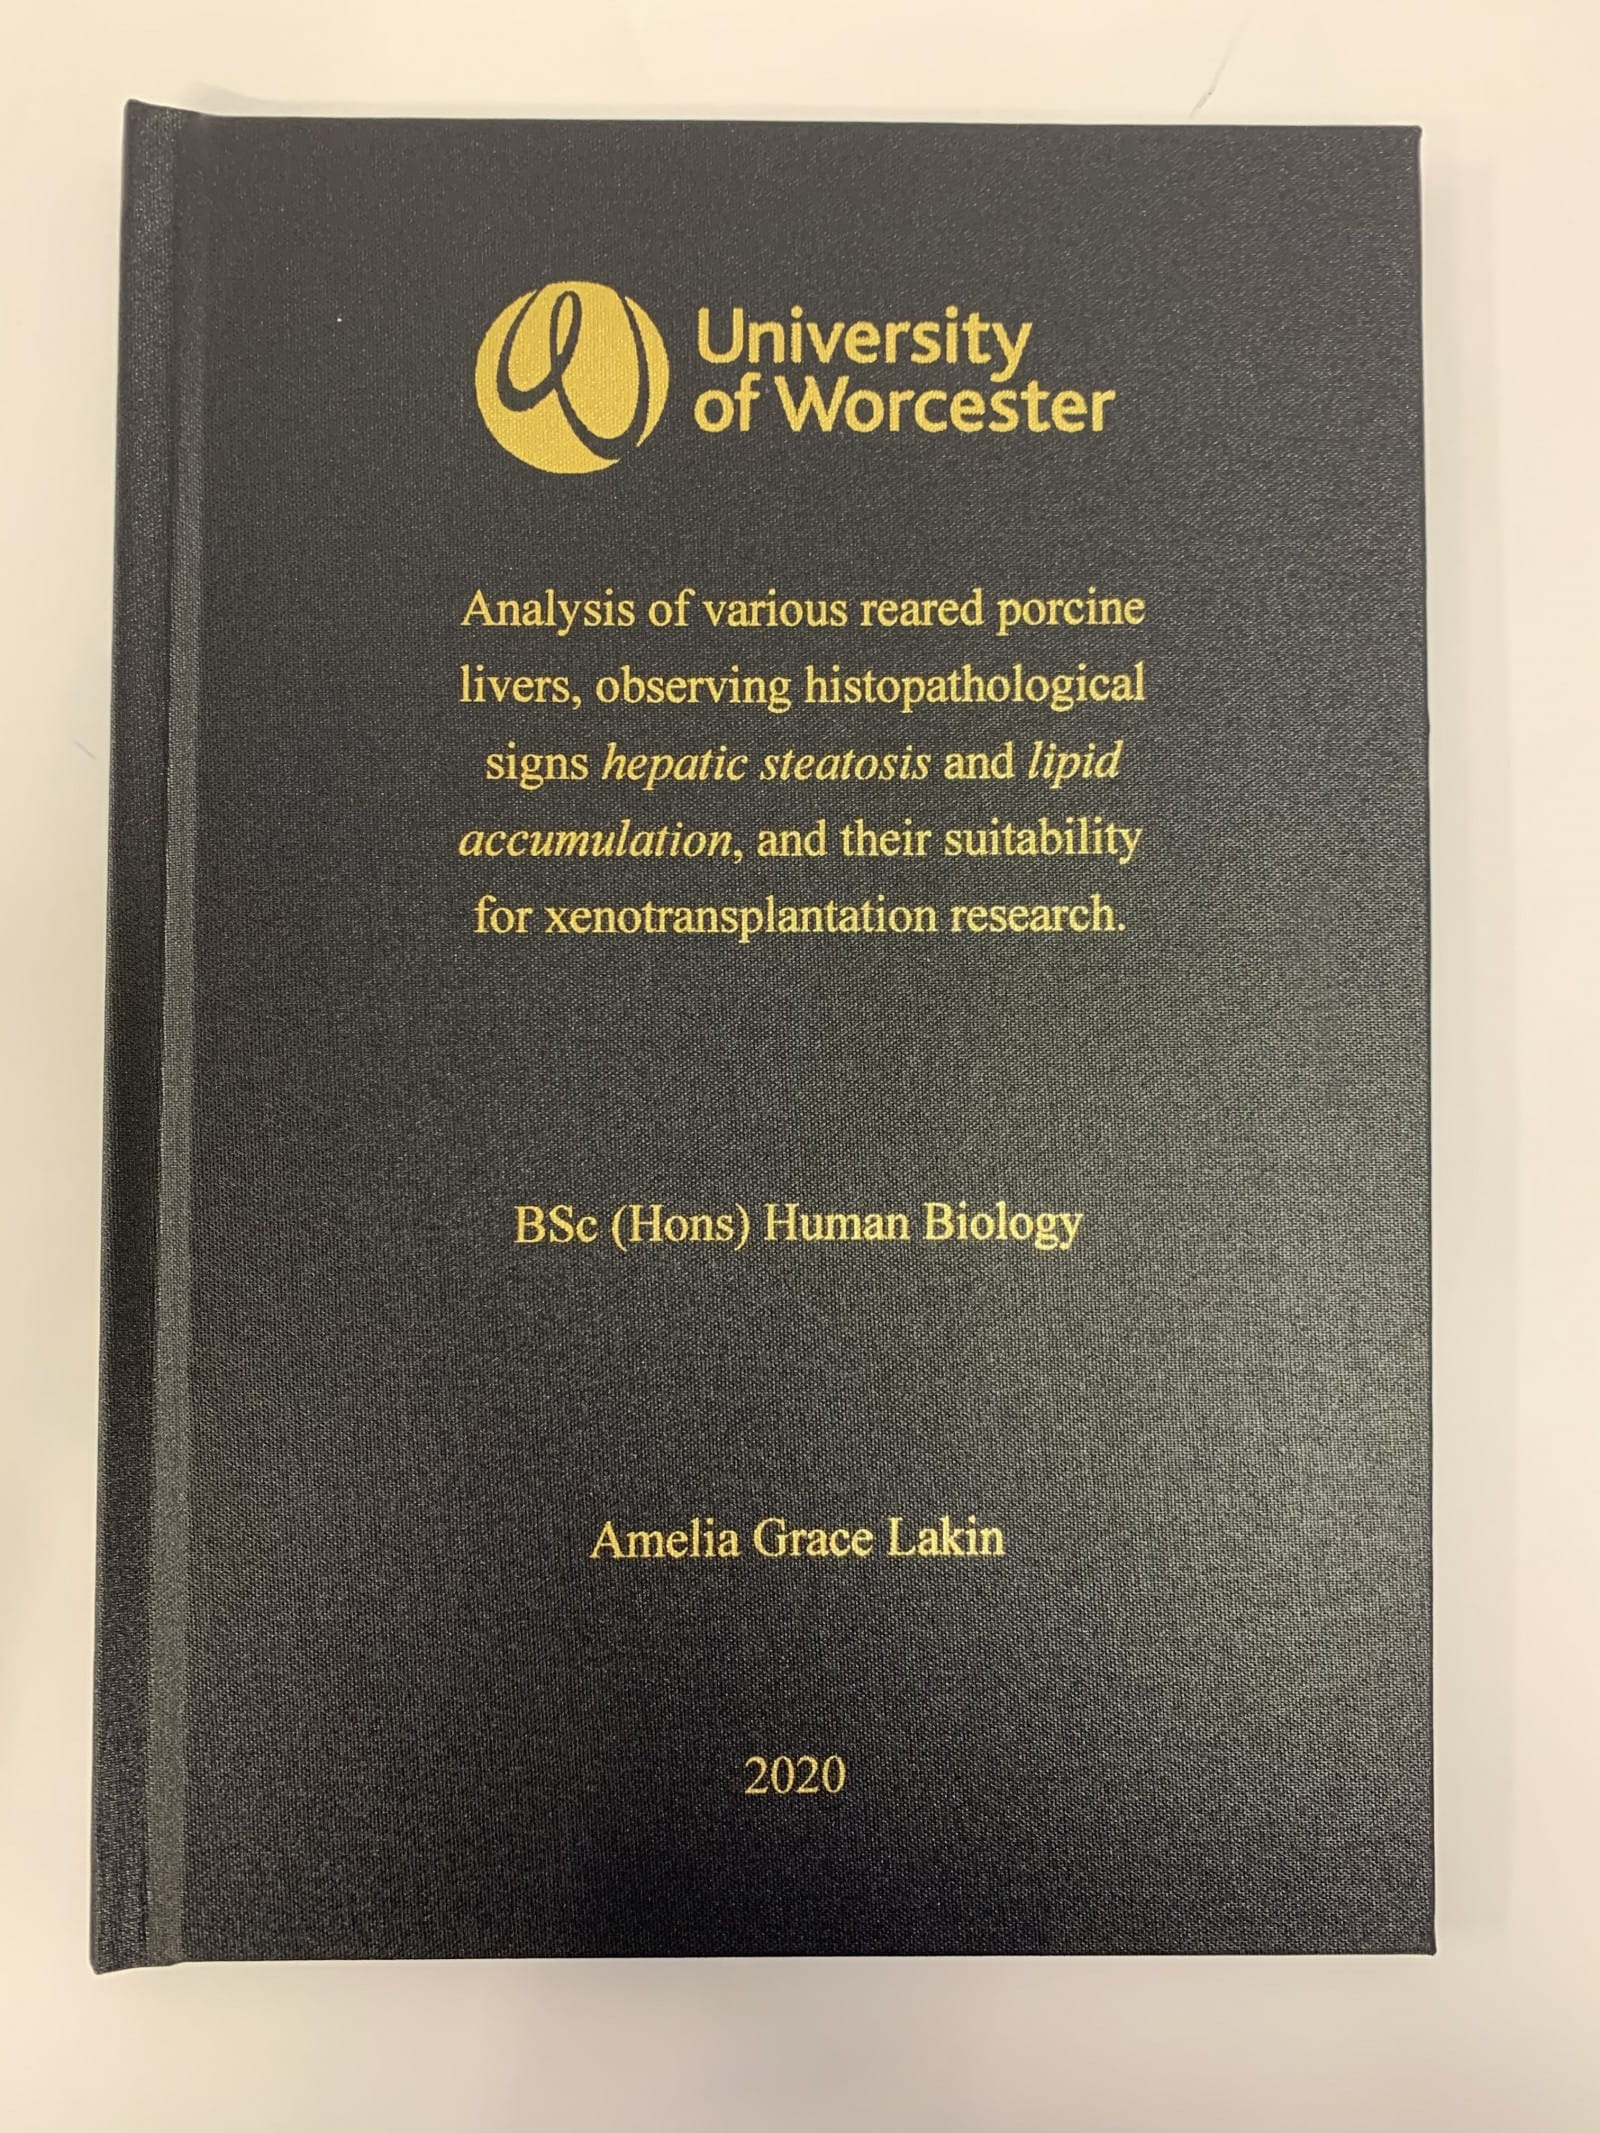 University
of Worcester
Analysis of various reared porcine
livers, observing histopathological
signs hepatic steatosis and lipid
accumulation, and their suitability
for xenotransplantation research.
BSc (Hons) Human Biology
Amelia Grace Lakin
2020